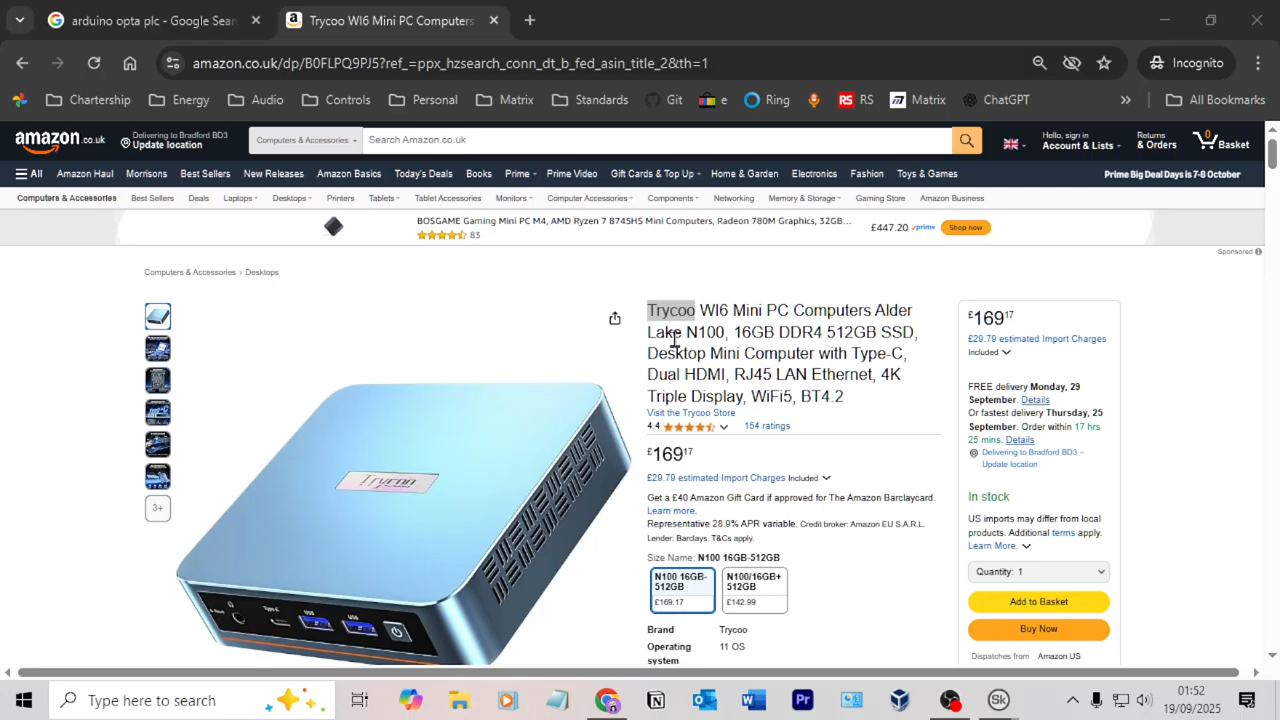 arduino opta plc - Google Sear
Trycoo WI6 Mini PC Computers
amazon.co.uk/dp/B0FLPQ9PJ5?ref_=ppx_hzsearch_conn_dt_b_fed_asin_title_2&th=1
Incognito
Chartership
Energy
Audio
Controls
Personal
Matrix
Standards
Git
e
Ring
RS
Matrix
ChatGPT
All Bookmarks
amazon.co.uk
Delivering to Bradford BD3
Update location
Computers & Accessories
Search Amazon.co.uk
Hello, sign in
Account & Lists
Returns
& Orders
0
Basket
All
Amazon Haul
Morrisons
Best Sellers
New Releases
Amazon Basics
Today's Deals
Books
Prime
Prime Video
Gift Cards & Top Up
Home & Garden
Electronics
Fashion
Toys & Games
Prime Big Deal Days is 7-8 October
Computers & Accessories
Best Sellers
Deals
Laptops
Desktops
Printers
Tablets
Tablet Accessories
Monitors
Computer Accessories
Components
Networking
Memory & Storage
Gaming Store
Amazon Business
BOSGAME Gaming Mini PC M4, AMD Ryzen 7 8745HS Mini Computers, Radeon 780M Graphics, 32GB...
83
£447.20 prime
Shop now
Sponsored
Computers & Accessories › Desktops
3+
Trycoo
Type-C
USB
USB
Trycoo WI6 Mini PC Computers Alder
Lake N100, 16GB DDR4 512GB SSD,
Desktop Mini Computer with Type-C,
Dual HDMI, RJ45 LAN Ethernet, 4K
Triple Display, WiFi5, BT4.2
Visit the Trycoo Store
4.4
154 ratings
£169.17
£29.79 estimated Import Charges Included
Get a £40 Amazon Gift Card if approved for The Amazon Barclaycard.
Learn more.
Representative 28.9% APR variable. Credit broker: Amazon EU S.A.R.L.
Lender: Barclays. T&Cs apply.
Size Name: N100 16GB-512GB
N100 16GB-
512GB
£169.17
N100/16GB+
512GB
£142.99
Brand
Trycoo
Operating
system
11 OS
£169.17
£29.79 estimated Import Charges
Included
FREE delivery Monday, 29
September. Details
Or fastest delivery Thursday, 25
September. Order within 17 hrs
25 mins. Details
Delivering to Bradford BD3 –
Update location
In stock
US imports may differ from local
products. Additional terms apply.
Learn More.
Quantity: 1
Add to Basket
Buy Now
Dispatches from
Amazon US
Type here to search
01:52
19/09/2025